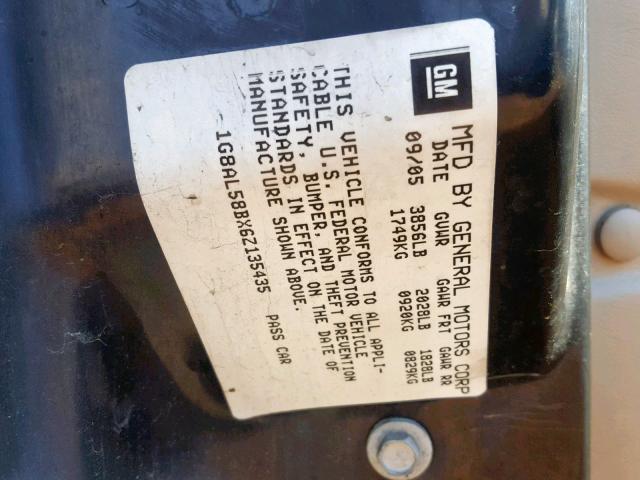 GM
MFD BY GENERAL MOTORS CORP
DATE GVWR GAWR FRT GAWR RR
09/05 3856LB 2028LB 1828LB
1749KG 0920KG 0829KG
THIS VEHICLE CONFORMS TO ALL APPLI-
CABLE U.S. FEDERAL MOTOR VEHICLE
SAFETY, BUMPER, AND THEFT PREVENTION
STANDARDS IN EFFECT ON THE DATE OF
MANUFACTURE SHOWN ABOVE.
1G8AL58BX6Z135435 PASS CAR